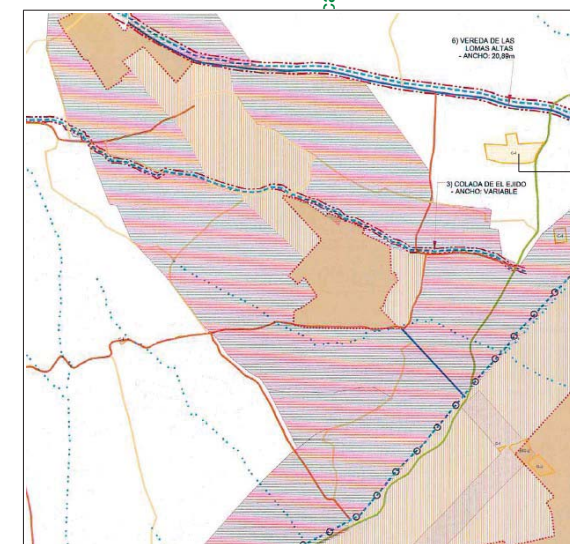 6) VEREDA DE LAS
LOMAS ALTAS
- ANCHO: 20,89m
3) COLADA DE EL EJIDO
- ANCHO: VARIABLE